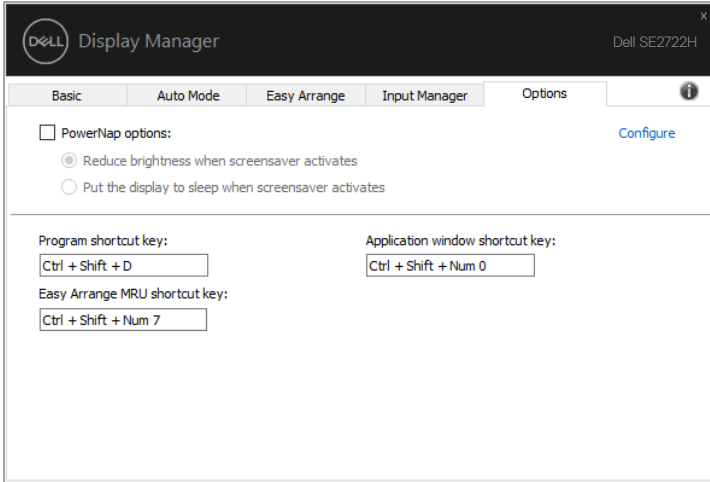 x
DELL Display Manager
Dell SE2722H
Basic Auto Mode Easy Arrange Input Manager Options i
PowerNap options: Configure
Reduce brightness when screensaver activates
Put the display to sleep when screensaver activates
Program shortcut key: Application window shortcut key:
Ctrl + Shift + D Ctrl + Shift + Num 0
Easy Arrange MRU shortcut key:
Ctrl + Shift + Num 7